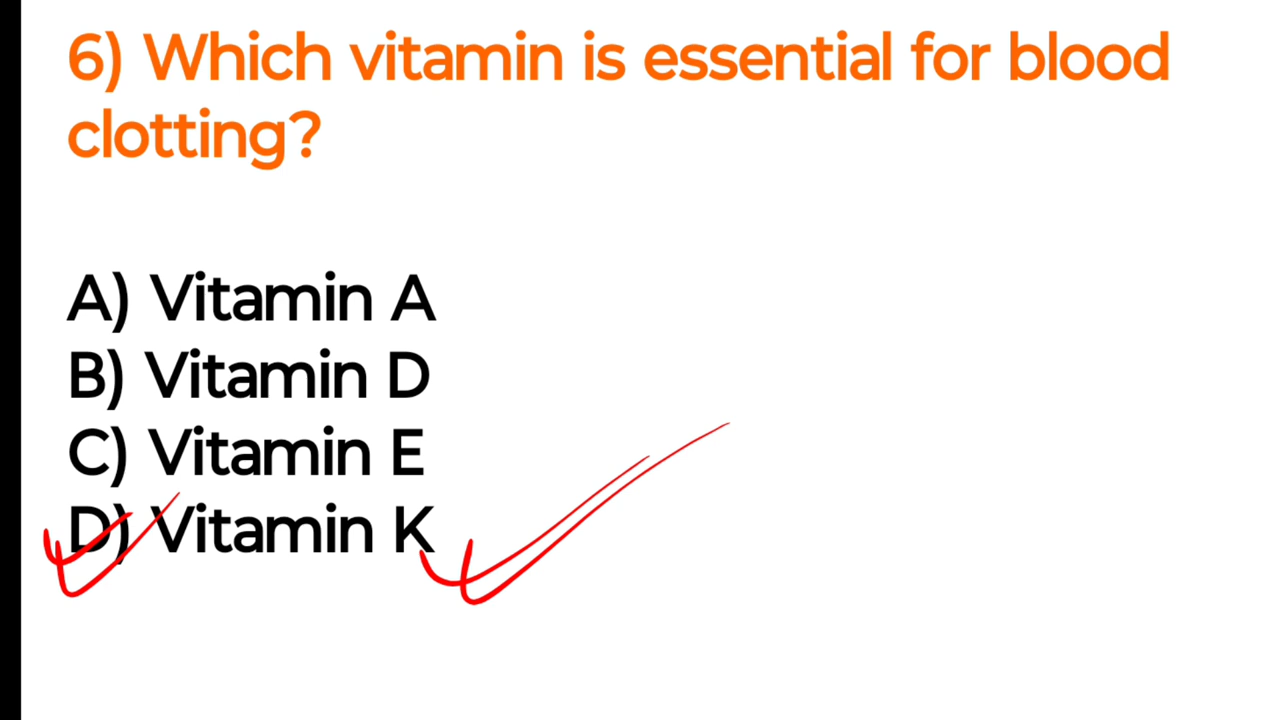 6) Which vitamin is essential for blood
clotting?
A) Vitamin A
B) Vitamin D
C) Vitamin E
D) Vitamin K